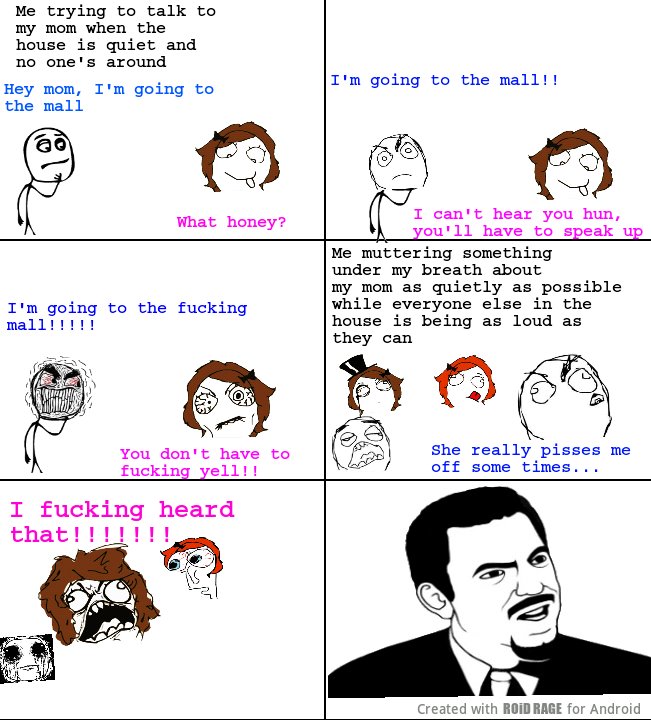 Me trying to talk to
my mom when the
house is quiet and
no one's around
Hey mom, I'm going to
the mall
What honey?
I'm going to the mall!!
I can't hear you hun,
you'll have to speak up
I'm going to the fucking
mall!!!!!
You don't have to
fucking yell!!
Me muttering something
under my breath about
my mom as quietly as possible
while everyone else in the
house is being as loud as
they can
She really pisses me
off some times...
I fucking heard
that!!!!!!!
Created with ROiD RAGE for Android